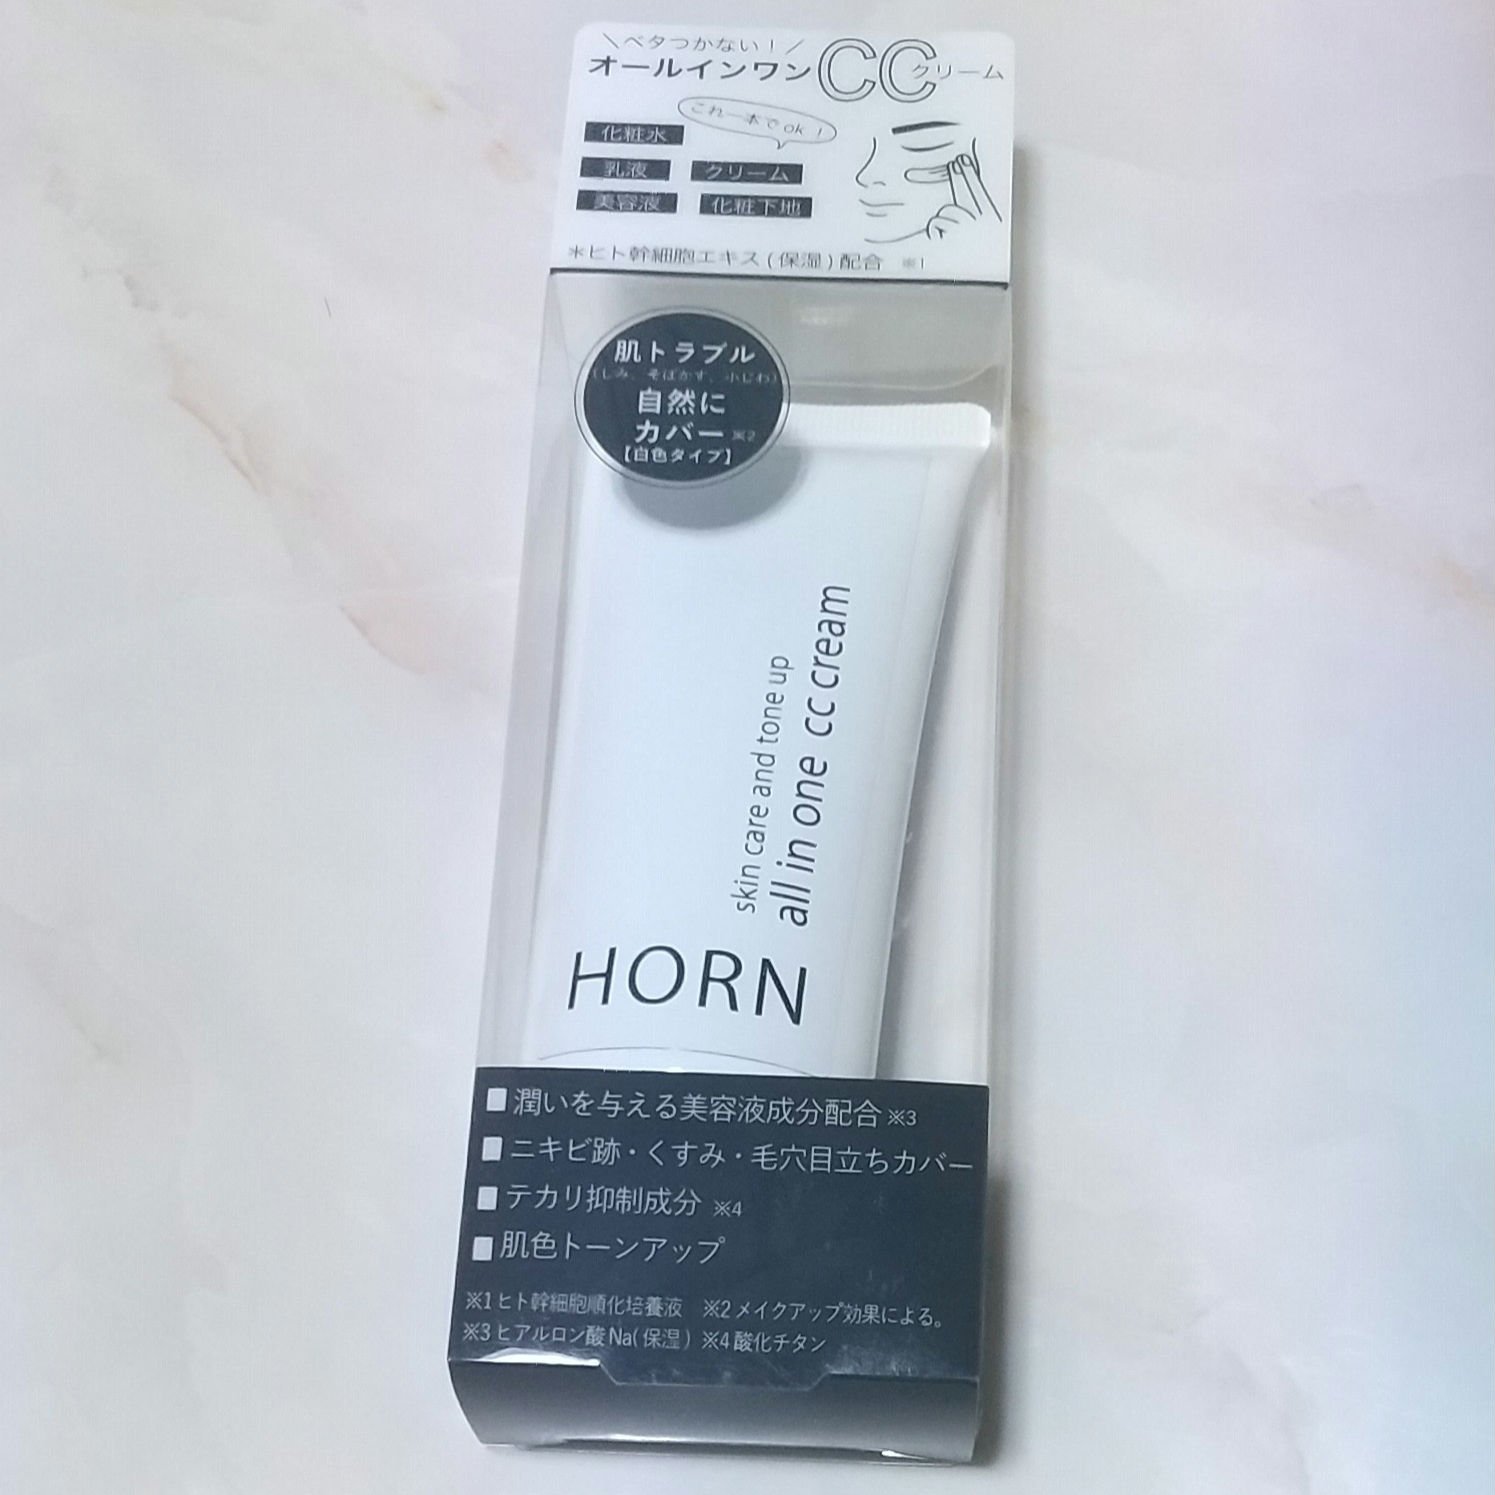 ＼ベタつかない！／
オールインワンCCクリーム
これ一本でok！
化粧水
乳液 クリーム
美容液 化粧下地
＊ヒト幹細胞エキス(保湿)配合 ※1
肌トラブル
(しみ、そばかす、小じわ)
自然に
カバー※2
【白色タイプ】
skin care and tone up
all in one cc cream
HORN
■潤いを与える美容液成分配合※3
■ニキビ跡・くすみ・毛穴目立ちカバー
■テカリ抑制成分 ※4
■肌色トーンアップ
※1ヒト幹細胞順化培養液 ※2メイクアップ効果による。
※3ヒアルロン酸Na(保湿) ※4酸化チタン